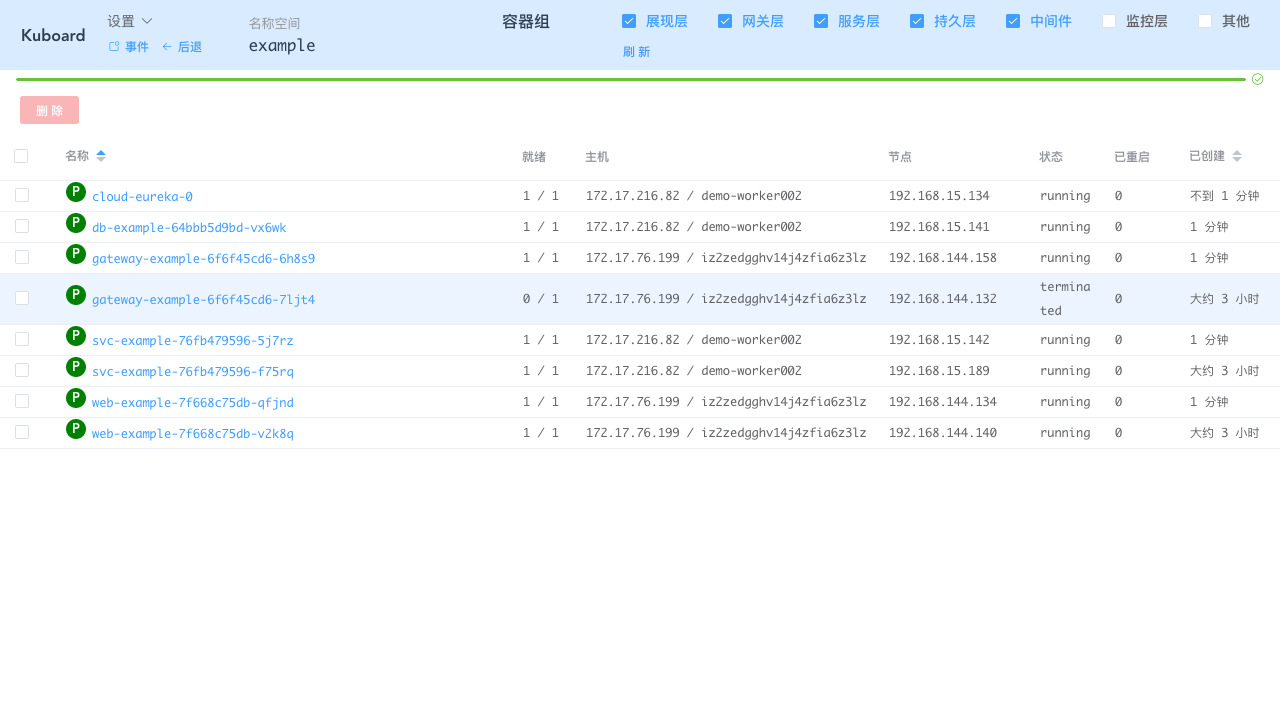 Kuboard
设置
事件 后退
名称空间
example
容器组
展现层 网关层 服务层 持久层 中间件 监控层 其他
刷 新
删 除
名称 就绪 主机 节点 状态 已重启 已创建
P cloud-eureka-0 1 / 1 172.17.216.82 / demo-worker002 192.168.15.134 running 0 不到 1 分钟
P db-example-64bbb5d9bd-vx6wk 1 / 1 172.17.216.82 / demo-worker002 192.168.15.141 running 0 1 分钟
P gateway-example-6f6f45cd6-6h8s9 1 / 1 172.17.76.199 / iz2zedgghv14j4zfia6z3lz 192.168.144.158 running 0 1 分钟
P gateway-example-6f6f45cd6-7ljt4 0 / 1 172.17.76.199 / iz2zedgghv14j4zfia6z3lz 192.168.144.132 terminated 0 大约 3 小时
P svc-example-76fb479596-5j7rz 1 / 1 172.17.216.82 / demo-worker002 192.168.15.142 running 0 1 分钟
P svc-example-76fb479596-f75rq 1 / 1 172.17.216.82 / demo-worker002 192.168.15.189 running 0 大约 3 小时
P web-example-7f668c75db-qfjnd 1 / 1 172.17.76.199 / iz2zedgghv14j4zfia6z3lz 192.168.144.134 running 0 1 分钟
P web-example-7f668c75db-v2k8q 1 / 1 172.17.76.199 / iz2zedgghv14j4zfia6z3lz 192.168.144.140 running 0 大约 3 小时